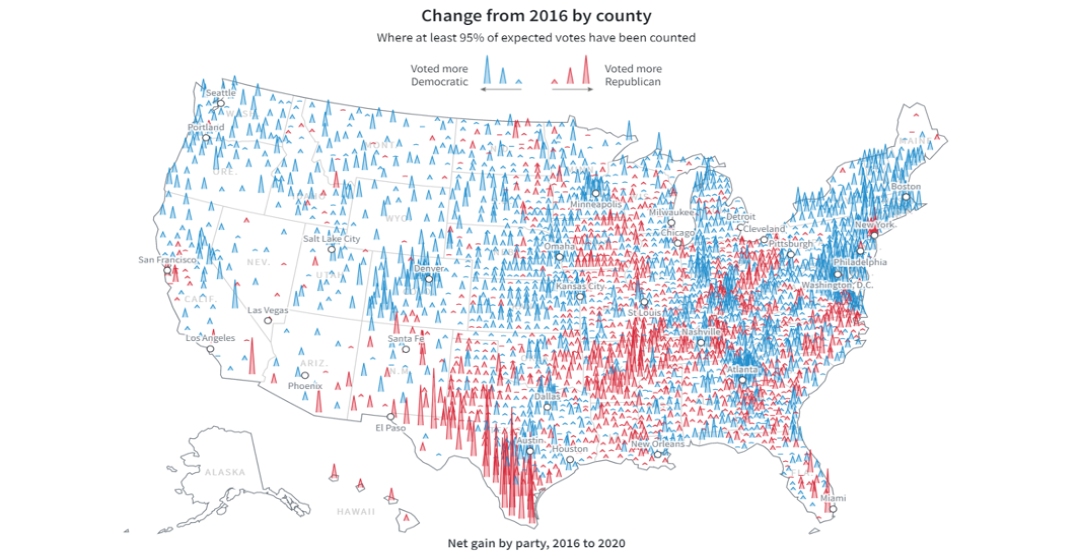 Change from 2016 by county
Where at least 95% of expected votes have been counted
Voted more
Democratic
Voted more
Republican
Seattle
WASH.
Portland
MONT.
ORE.
MAINE
Boston
Minneapolis
Milwaukee
Detroit
New York
Chicago
Cleveland
WYO.
Salt Lake City
Omaha
Pittsburgh
San Francisco
NEV.
UTAH
Denver
Philadelphia
Kansas City
Washington, D.C.
CALIF.
St Louis
Las Vegas
Nashville
Los Angeles
Santa Fe
ARIZ.
N.M.
Atlanta
Phoenix
Dallas
El Paso
Austin
Houston
New Orleans
ALASKA
FLA.
Miami
HAWAII
Net gain by party, 2016 to 2020